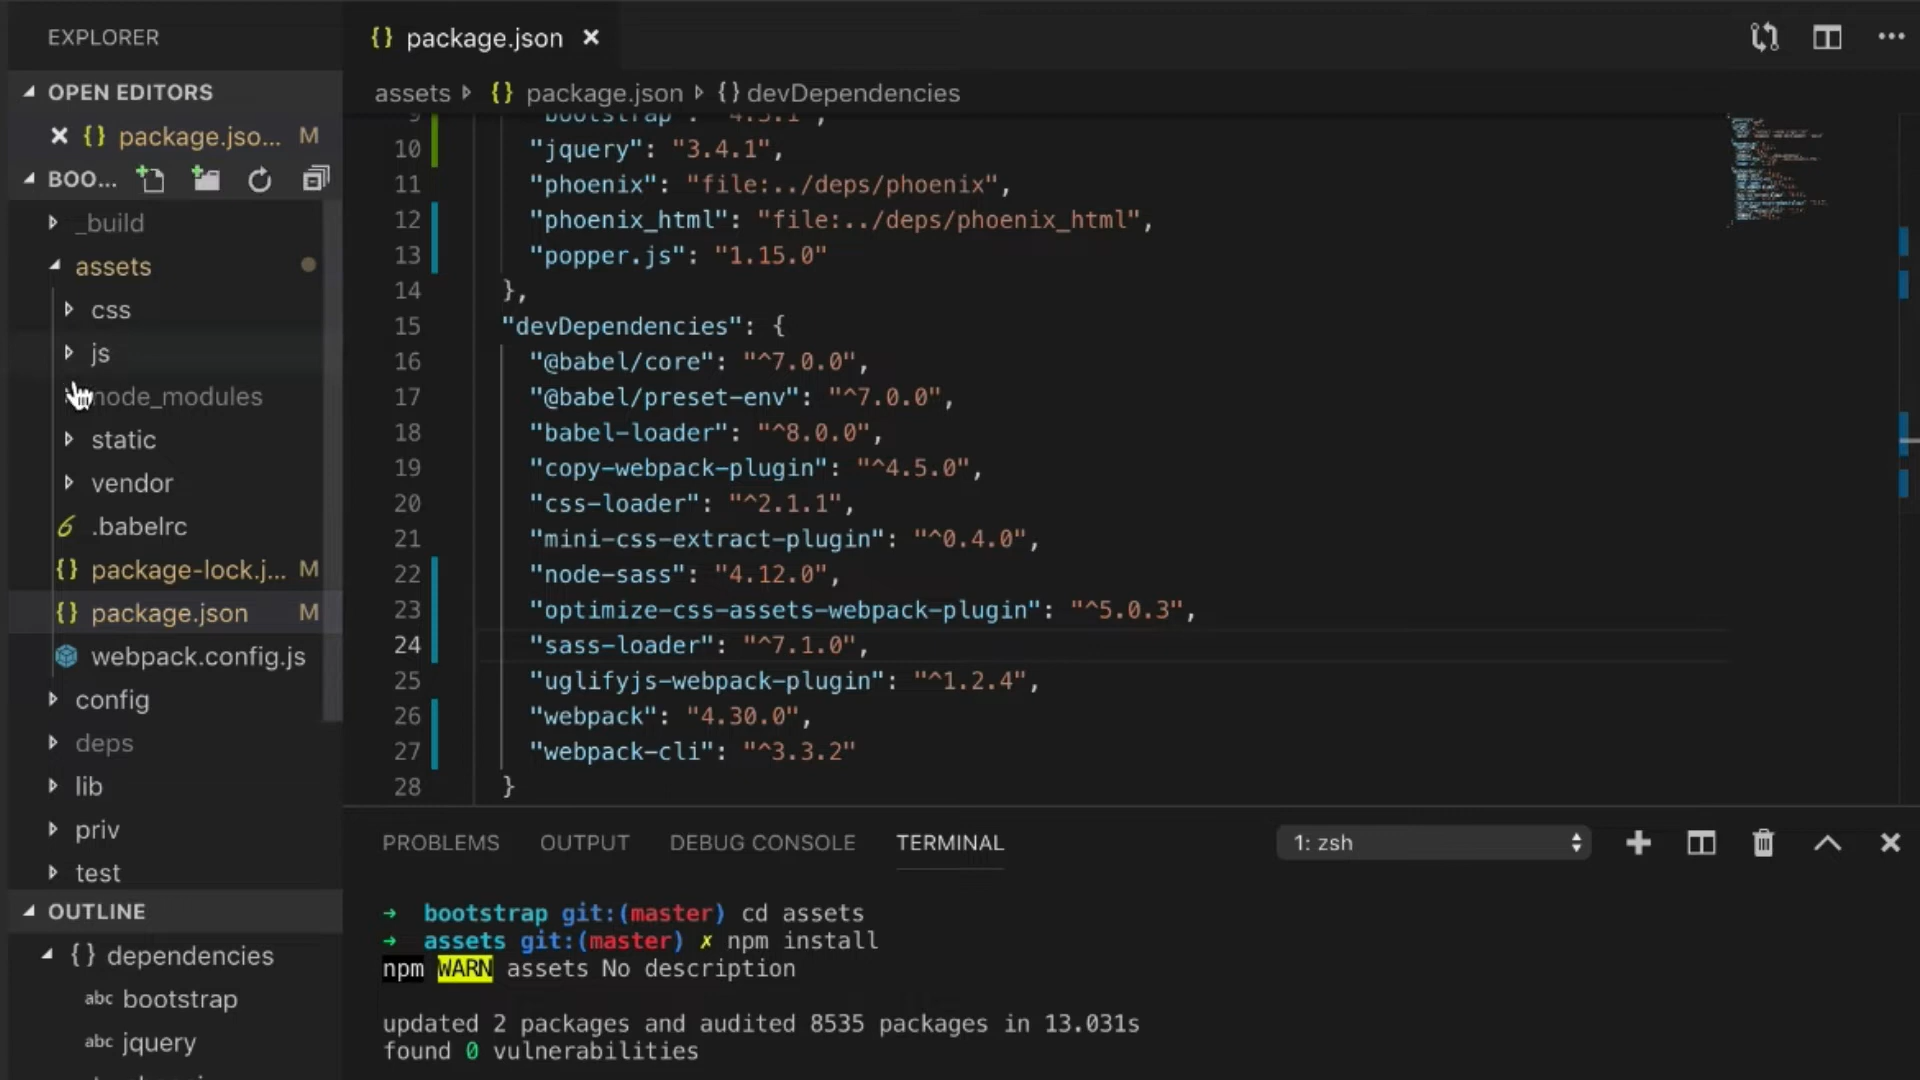 EXPLORER
OPEN EDITORS
package.jso... M
BOO...
_build
assets
css
js
node_modules
static
vendor
.babelrc
package-lock.j... M
package.json M
webpack.config.js
config
deps
lib
priv
test
OUTLINE
{} dependencies
abc bootstrap
abc jquery
{} package.json
assets {} package.json {} devDependencies
9 "bootstrap": "4.3.1",
10 "jquery": "3.4.1",
11 "phoenix": "file:../deps/phoenix",
12 "phoenix_html": "file:../deps/phoenix_html",
13 "popper.js": "1.15.0"
14 },
15 "devDependencies": {
16 "@babel/core": "^7.0.0",
17 "@babel/preset-env": "^7.0.0",
18 "babel-loader": "^8.0.0",
19 "copy-webpack-plugin": "^4.5.0",
20 "css-loader": "^2.1.1",
21 "mini-css-extract-plugin": "^0.4.0",
22 "node-sass": "4.12.0",
23 "optimize-css-assets-webpack-plugin": "^5.0.3",
24 "sass-loader": "^7.1.0",
25 "uglifyjs-webpack-plugin": "^1.2.4",
26 "webpack": "4.30.0",
27 "webpack-cli": "^3.3.2"
28 }
PROBLEMS OUTPUT DEBUG CONSOLE TERMINAL 1: zsh
→ bootstrap git:(master) cd assets
→ assets git:(master) ✗ npm install
npm WARN assets No description
updated 2 packages and audited 8535 packages in 13.031s
found 0 vulnerabilities